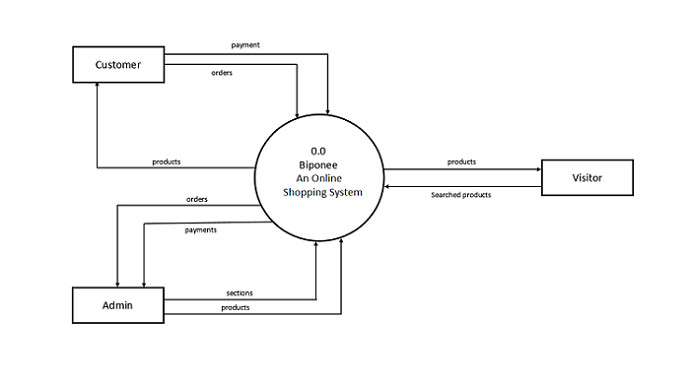 payment
Customer
orders
products
0.0
Biponee
An Online
Shopping System
products
Visitor
Searched products
orders
payments
sections
Admin
products